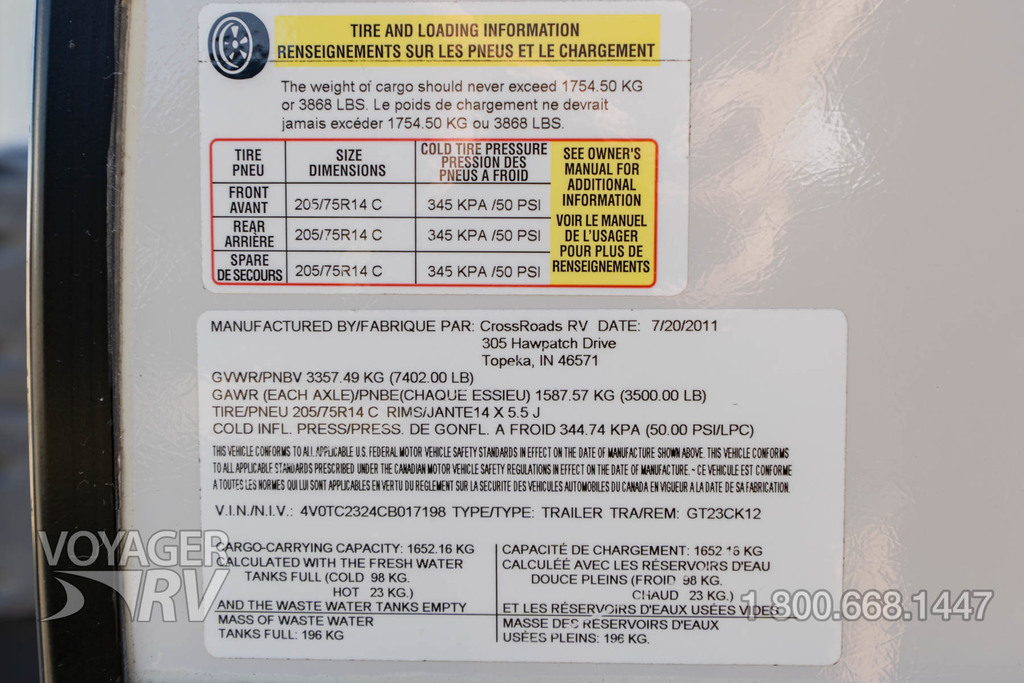 TIRE AND LOADING INFORMATION
RENSEIGNEMENTS SUR LES PNEUS ET LE CHARGEMENT
The weight of cargo should never exceed 1754.50 KG
or 3868 LBS. Le poids de chargement ne devrait
jamais excéder 1754.50 KG ou 3868 LBS.
TIRE
PNEU
SIZE
DIMENSIONS
COLD TIRE PRESSURE
PRESSION DES
PNEUS A FROID
FRONT
AVANT
205/75R14 C
345 KPA /50 PSI
REAR
ARRIÈRE
205/75R14 C
345 KPA /50 PSI
SPARE
DE SECOURS
205/75R14 C
345 KPA /50 PSI
SEE OWNER'S
MANUAL FOR
ADDITIONAL
INFORMATION
VOIR LE MANUEL
DE L'USAGER
POUR PLUS DE
RENSEIGNEMENTS
MANUFACTURED BY/FABRIQUE PAR: CrossRoads RV DATE: 7/20/2011
305 Hawpatch Drive
Topeka, IN 46571
GVWR/PNBV 3357.49 KG (7402.00 LB)
GAWR (EACH AXLE)/PNBE(CHAQUE ESSIEU) 1587.57 KG (3500.00 LB)
TIRE/PNEU 205/75R14 C RIMS/JANTE14 X 5.5 J
COLD INFL. PRESS/PRESS. DE GONFL. A FROID 344.74 KPA (50.00 PSI/LPC)
THIS VEHICLE CONFORMS TO ALL APPLICABLE U.S. FEDERAL MOTOR VEHICLE SAFETY STANDARDS IN EFFECT ON THE DATE OF MANUFACTURE SHOWN ABOVE. THIS VEHICLE CONFORMS
TO ALL APPLICABLE STANDARDS PRESCRIBED UNDER THE CANADIAN MOTOR VEHICLE SAFETY REGULATIONS IN EFFECT ON THE DATE OF MANUFACTURE. - CE VEHICULE EST CONFORME
A TOUTES LES NORMES QUI LUI SONT APPLICABLES EN VERTU DU REGLEMENT SUR LA SECURITE DES VEHICULES AUTOMOBILES DU CANADA EN VIGUEUR A LA DATE DE SA FABRICATION.
V.I.N./N.I.V.: 4V0TC2324CB017198 TYPE/TYPE: TRAILER TRA/REM: GT23CK12
CARGO-CARRYING CAPACITY: 1652.16 KG
CALCULATED WITH THE FRESH WATER
TANKS FULL (COLD 98 KG.
HOT 23 KG.)
AND THE WASTE WATER TANKS EMPTY
MASS OF WASTE WATER
TANKS FULL: 196 KG
CAPACITÉ DE CHARGEMENT: 1652.16 KG
CALCULÉE AVEC LES RÉSERVOIRS D'EAU
DOUCE PLEINS (FROID 98 KG.
CHAUD 23 KG.)
ET LES RÉSERVOIRS D'EAUX USÉES VIDES
MASSE DES RÉSERVOIRS D'EAUX
USÉES PLEINS: 196 KG.
VOYAGER
RV
1.800.668.1447